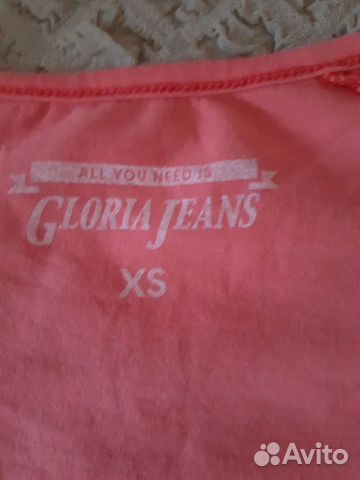 ALL YOU NEED IS
GLORIA JEANS
XS
Avito